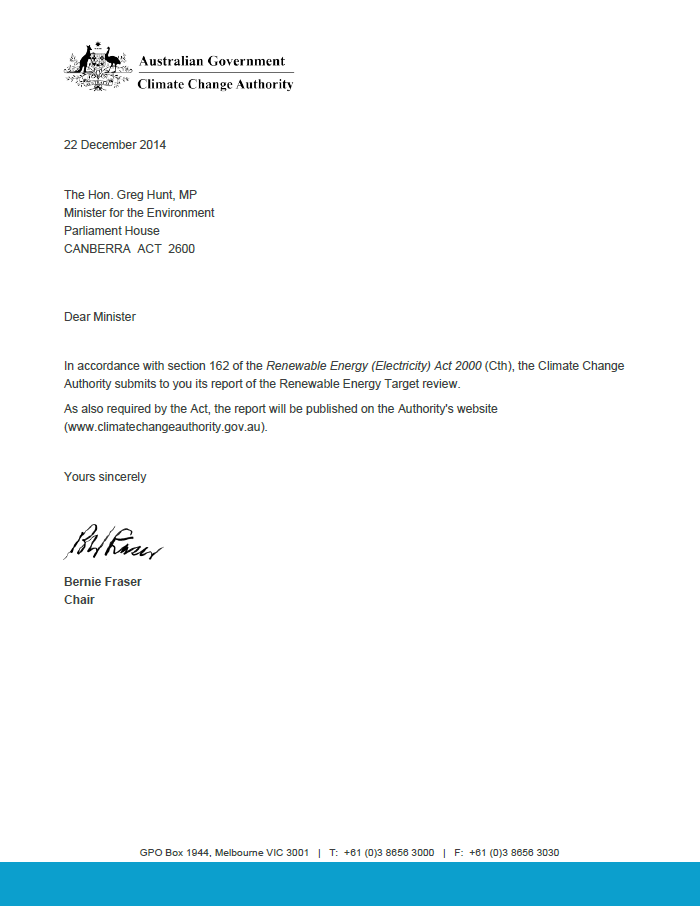 Australian Government
Climate Change Authority
22 December 2014
The Hon. Greg Hunt, MP
Minister for the Environment
Parliament House
CANBERRA ACT 2600
Dear Minister
In accordance with section 162 of the Renewable Energy (Electricity) Act 2000 (Cth), the Climate Change
Authority submits to you its report of the Renewable Energy Target review.
As also required by the Act, the report will be published on the Authority's website
(www.climatechangeauthority.gov.au).
Yours sincerely
BW Fraser
Bernie Fraser
Chair
GPO Box 1944, Melbourne VIC 3001 | T: +61 (0)3 8656 3000 | F: +61 (0)3 8656 3030